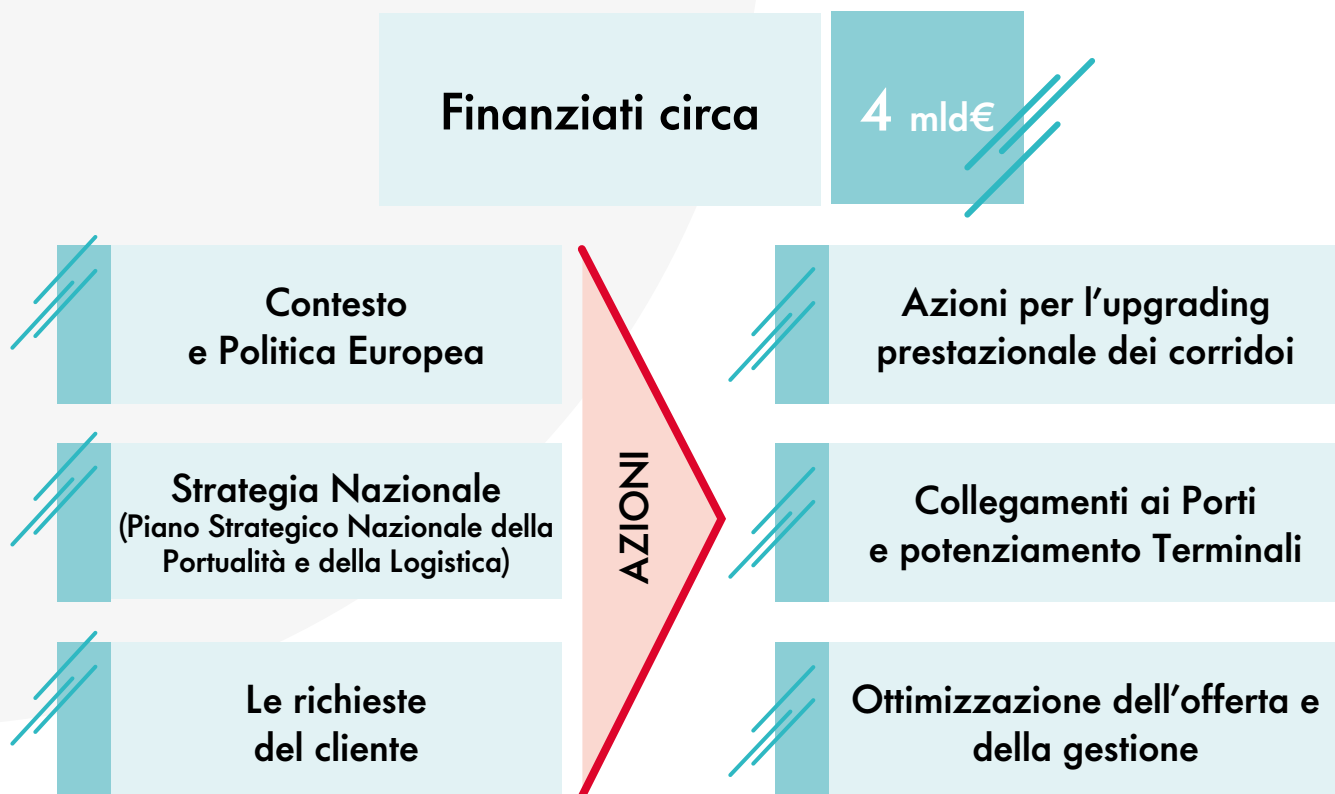 Finanziati circa
4 mld€
Contesto
e Politica Europea
Strategia Nazionale
(Piano Strategico Nazionale della
Portualità e della Logistica)
Le richieste
del cliente
AZIONI
Azioni per l’upgrading
prestazionale dei corridoi
Collegamenti ai Porti
e potenziamento Terminali
Ottimizzazione dell’offerta e
della gestione